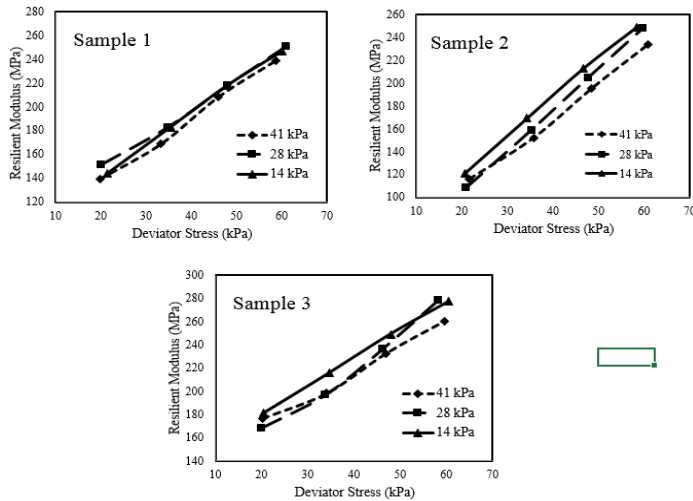 Sample 1
Resilient Modulus (MPa)
280
260
240
220
200
180
160
140
120
41 kPa
28 kPa
14 kPa
10 20 30 40 50 60 70
Deviator Stress (kPa)
Sample 2
Resilient Modulus (MPa)
260
240
220
200
180
160
140
120
100
41 kPa
28 kPa
14 kPa
10 20 30 40 50 60 70
Deviator Stress (kPa)
Sample 3
Resilient Modulus (MPa)
300
280
260
240
220
200
180
160
140
41 kPa
28 kPa
14 kPa
10 20 30 40 50 60 70
Deviator Stress (kPa)